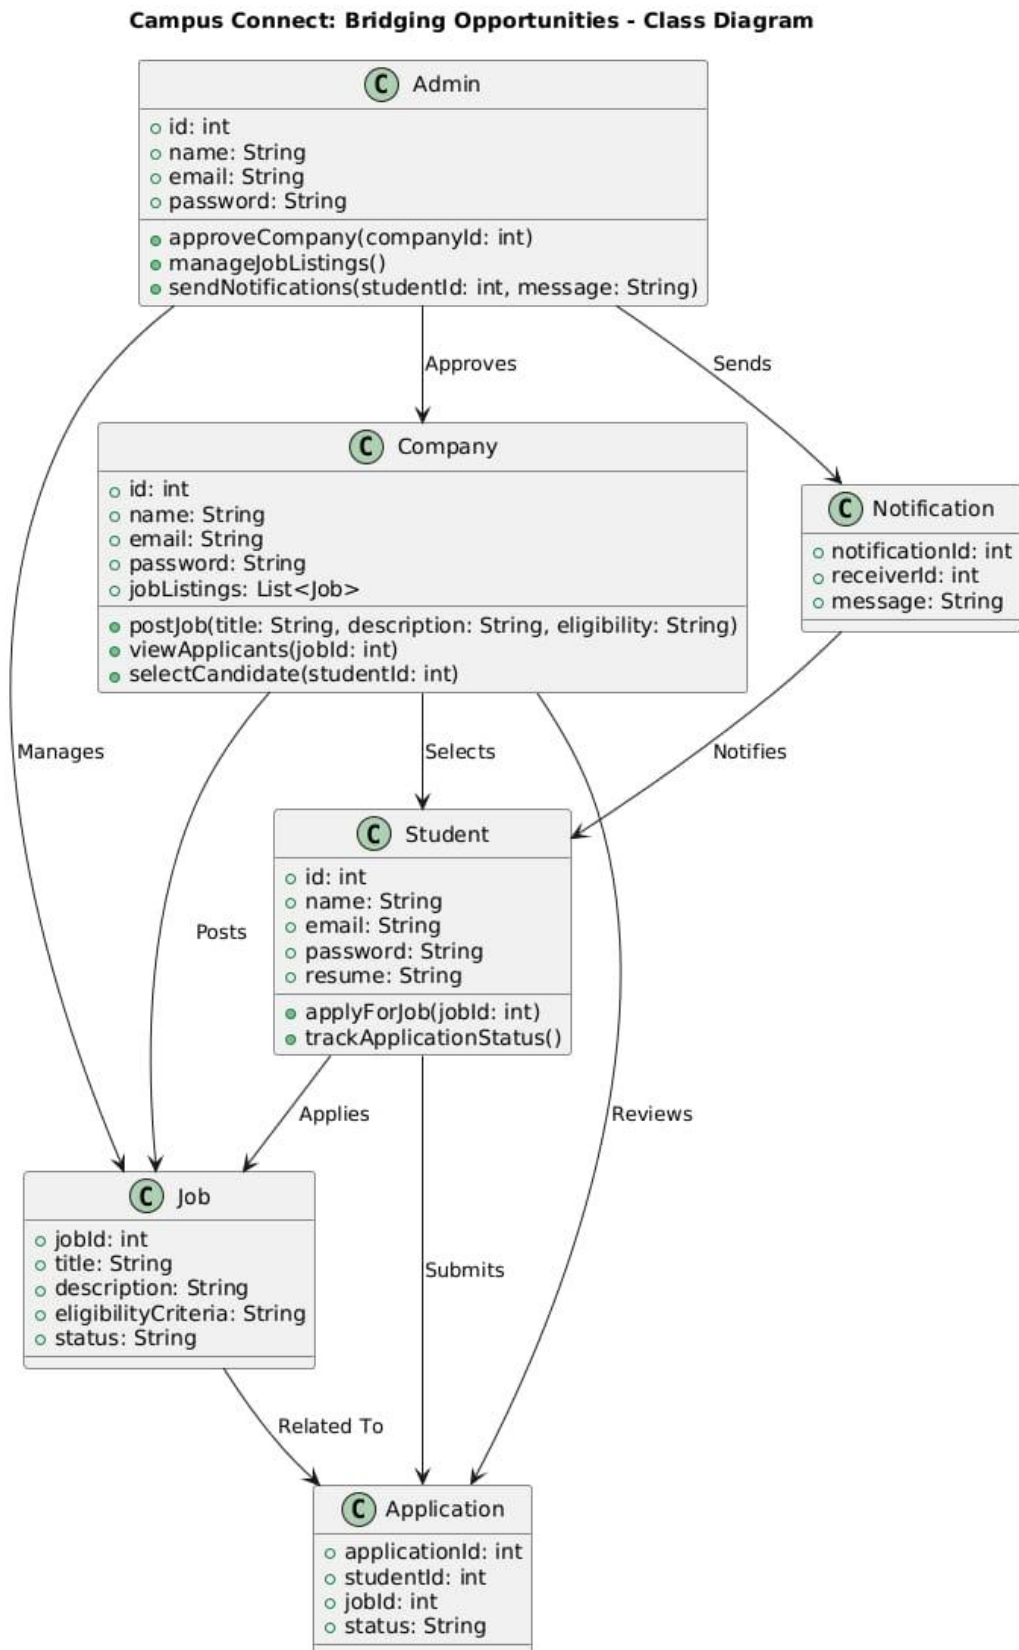 Campus Connect: Bridging Opportunities - Class Diagram
C Admin
id: int
name: String
email: String
password: String
approveCompany(companyId: int)
manageJobListings()
sendNotifications(studentId: int, message: String)
Approves
Sends
C Company
id: int
name: String
email: String
password: String
jobListings: List<Job>
postJob(title: String, description: String, eligibility: String)
viewApplicants(jobId: int)
selectCandidate(studentId: int)
C Notification
notificationId: int
receiverId: int
message: String
Manages
Selects
Notifies
C Student
id: int
name: String
email: String
password: String
resume: String
applyForJob(jobId: int)
trackApplicationStatus()
Posts
Applies
Reviews
C Job
jobId: int
title: String
description: String
eligibilityCriteria: String
status: String
Submits
Related To
C Application
applicationId: int
studentId: int
jobId: int
status: String